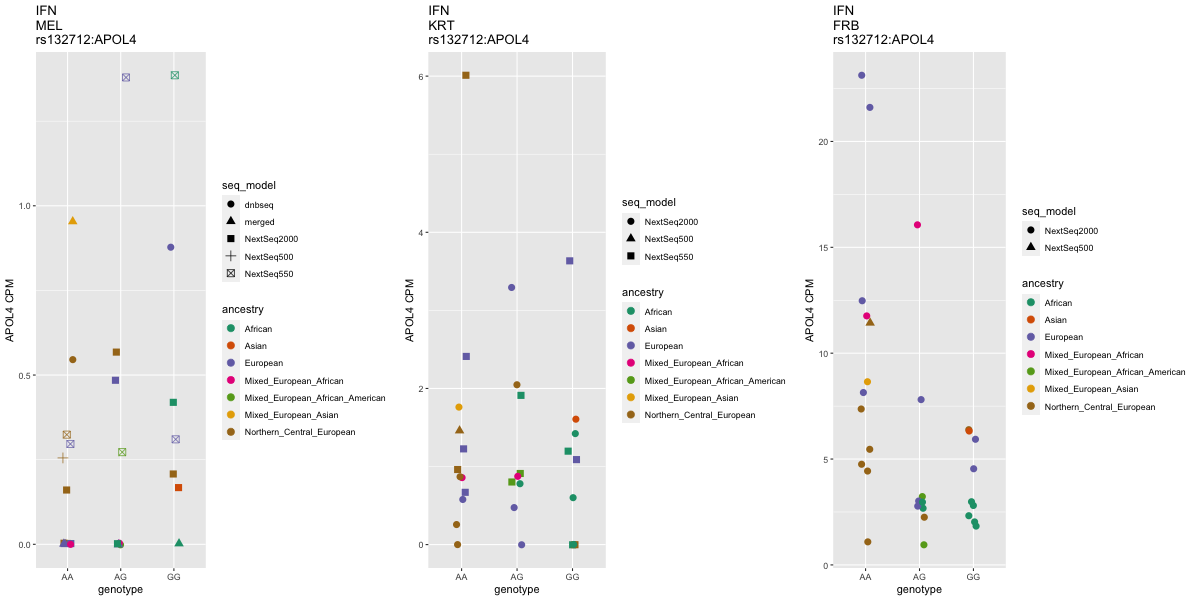 IFN
MEL
rs132712:APOL4
APOL4 CPM
1.0
0.5
0.0
AA
AG
GG
genotype
seq_model
dnbseq
merged
NextSeq2000
NextSeq500
NextSeq550
ancestry
African
Asian
European
Mixed_European_African
Mixed_European_African_American
Mixed_European_Asian
Northern_Central_European
IFN
KRT
rs132712:APOL4
APOL4 CPM
6
4
2
0
AA
AG
GG
genotype
seq_model
NextSeq2000
NextSeq500
NextSeq550
ancestry
African
Asian
European
Mixed_European_African
Mixed_European_African_American
Mixed_European_Asian
Northern_Central_European
IFN
FRB
rs132712:APOL4
APOL4 CPM
20
15
10
5
0
AA
AG
GG
genotype
seq_model
NextSeq2000
NextSeq500
ancestry
African
Asian
European
Mixed_European_African
Mixed_European_African_American
Mixed_European_Asian
Northern_Central_European